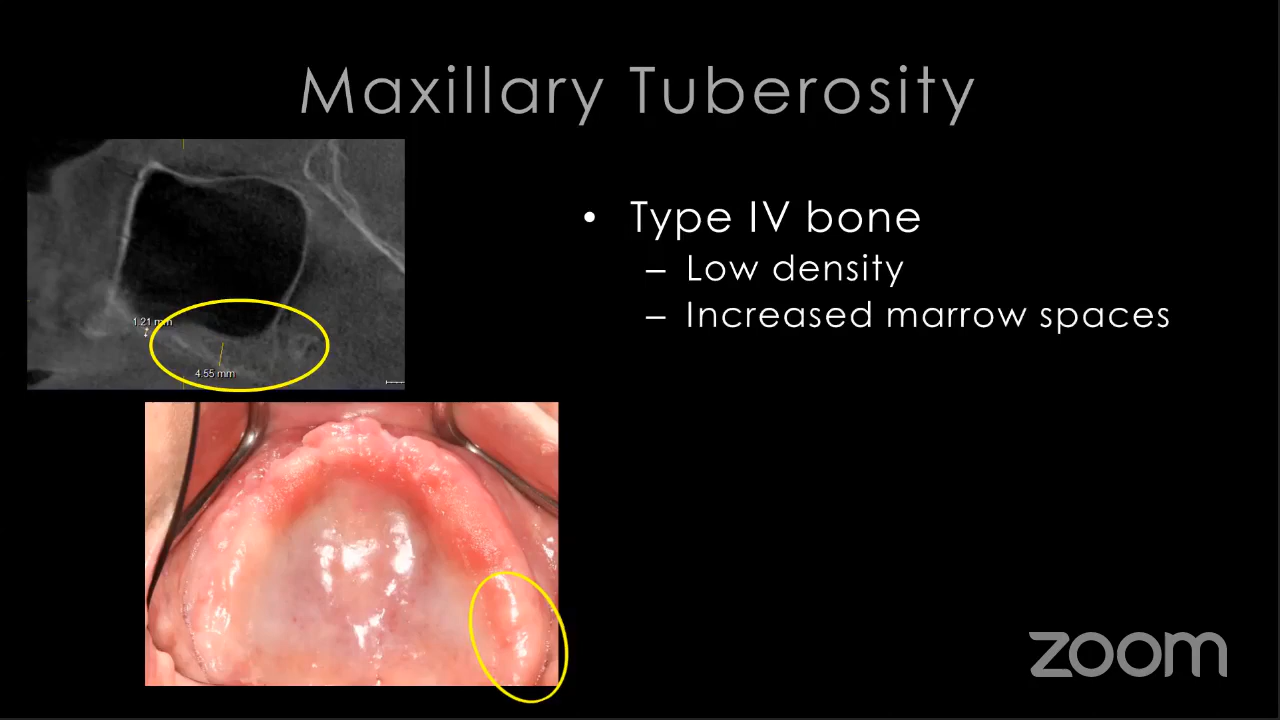 Maxillary Tuberosity
1.21 mm
4.55 mm
• Type IV bone
– Low density
– Increased marrow spaces
zoom